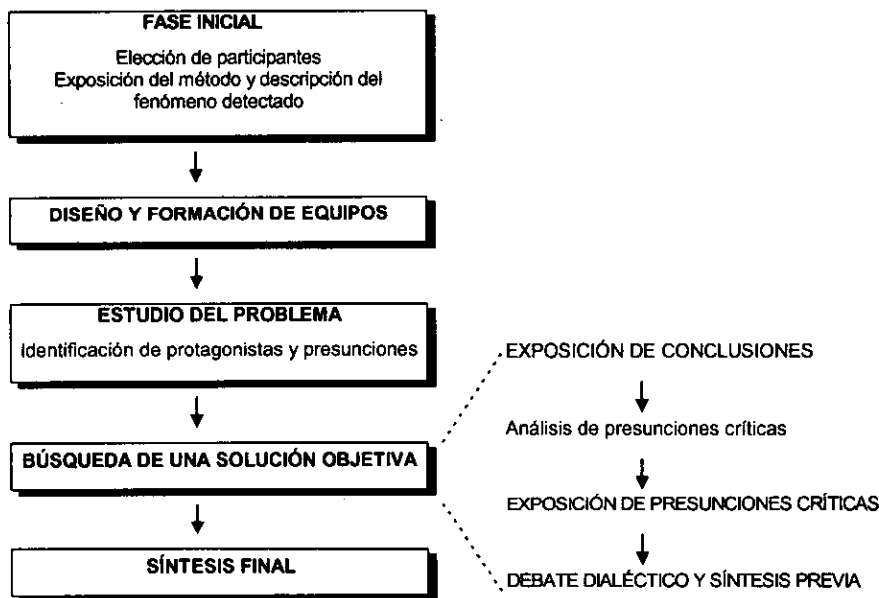 FASE INICIAL
Elección de participantes
Exposición del método y descripción del
fenómeno detectado
DISEÑO Y FORMACIÓN DE EQUIPOS
ESTUDIO DEL PROBLEMA
Identificación de protagonistas y presunciones
BÚSQUEDA DE UNA SOLUCIÓN OBJETIVA
SÍNTESIS FINAL
EXPOSICIÓN DE CONCLUSIONES
Análisis de presunciones críticas
EXPOSICIÓN DE PRESUNCIONES CRÍTICAS
DEBATE DIALÉCTICO Y SÍNTESIS PREVIA